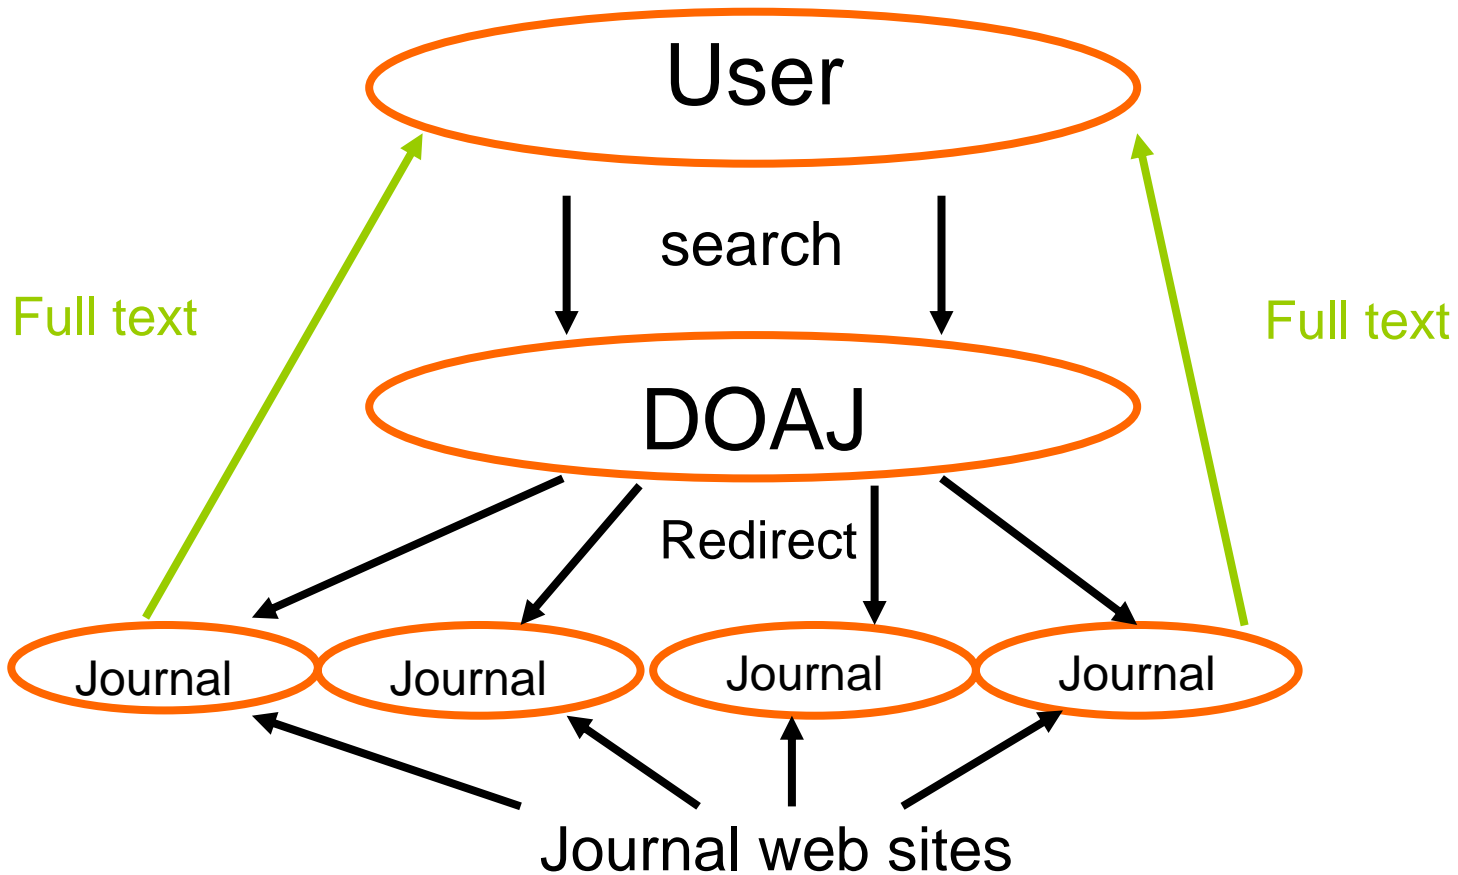 User
search
Full text
Full text
DOAJ
Redirect
Journal
Journal
Journal
Journal
Journal web sites